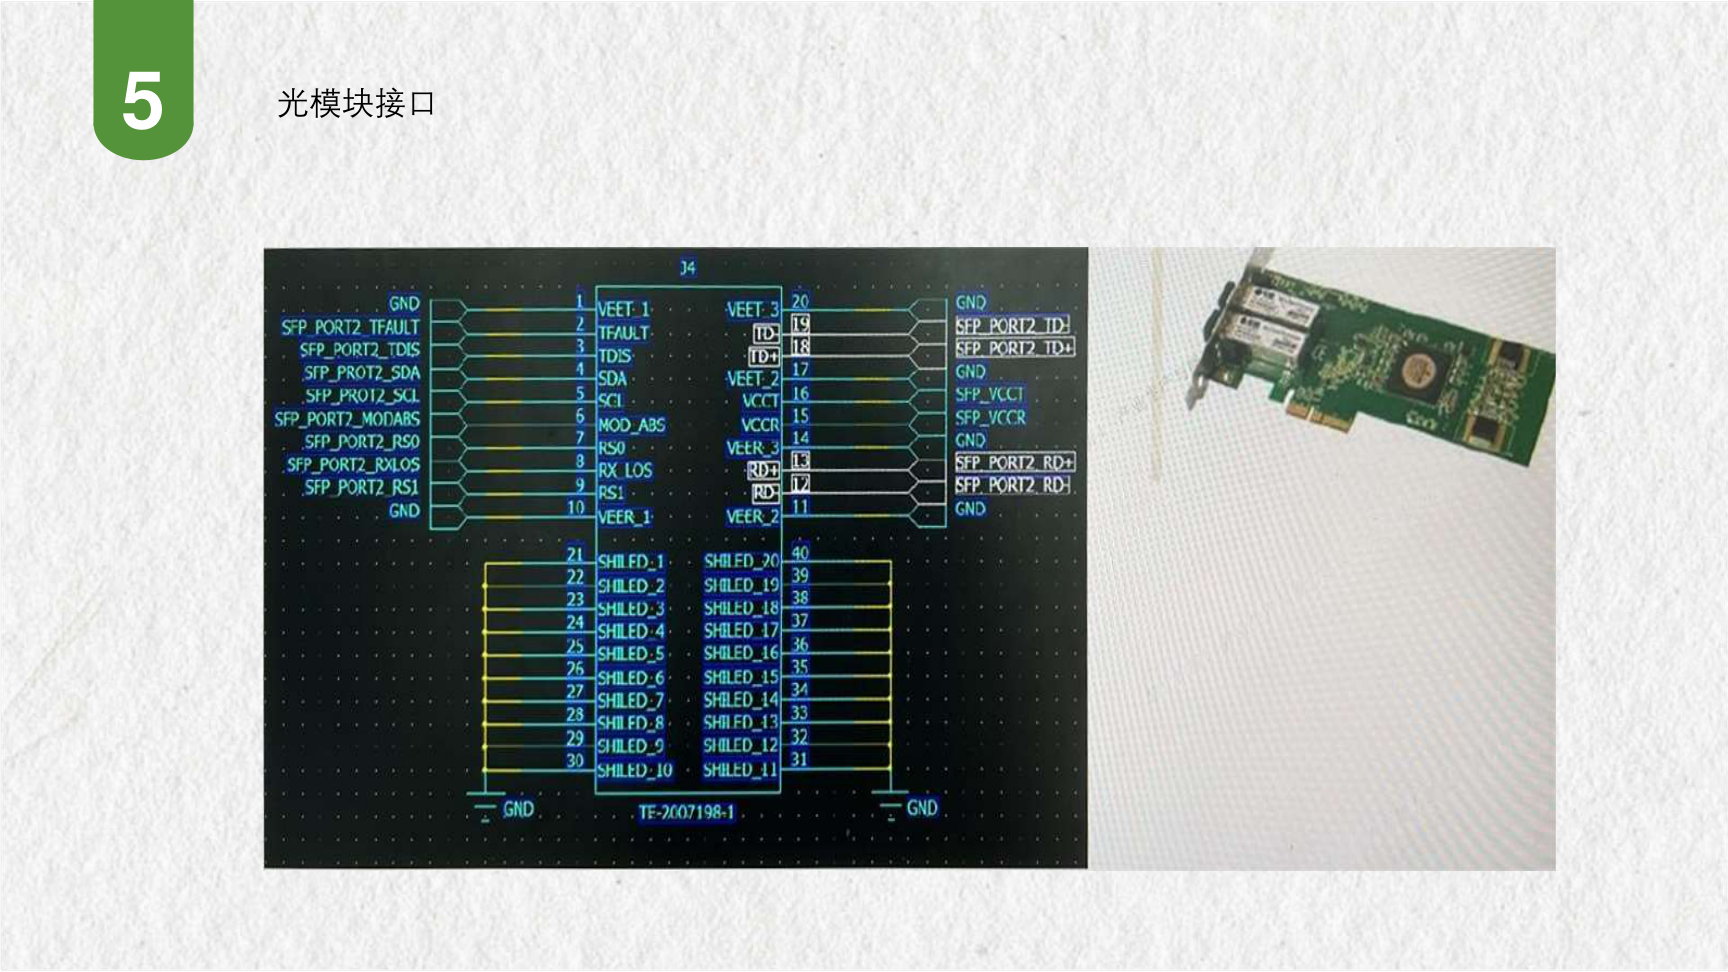 5
光模块接口
J4
GND 1 VEET_1 VEET_3 20 GND
SFP_PORT2_TFAULT 2 TFAULT TD- 19 SFP_PORT2_TD-
SFP_PORT2_TDIS 3 TDIS TD+ 18 SFP_PORT2_TD+
SFP_PROT2_SDA 4 SDA VEET_2 17 GND
SFP_PROT2_SCL 5 SCL VCCT 16 SFP_VCCT
SFP_PORT2_MODABS 6 MOD_ABS VCCR 15 SFP_VCCR
SFP_PORT2_RS0 7 RS0 VEER_3 14 GND
SFP_PORT2_RXLOS 8 RX_LOS RD+ 13 SFP_PORT2_RD+
SFP_PORT2_RS1 9 RS1 RD- 12 SFP_PORT2_RD-
GND 10 VEER_1 VEER_2 11 GND
21 SHILED_1 SHILED_20 40
22 SHILED_2 SHILED_19 39
23 SHILED_3 SHILED_18 38
24 SHILED_4 SHILED_17 37
25 SHILED_5 SHILED_16 36
26 SHILED_6 SHILED_15 35
27 SHILED_7 SHILED_14 34
28 SHILED_8 SHILED_13 33
29 SHILED_9 SHILED_12 32
30 SHILED_10 SHILED_11 31
GND TE-2007198-1 GND